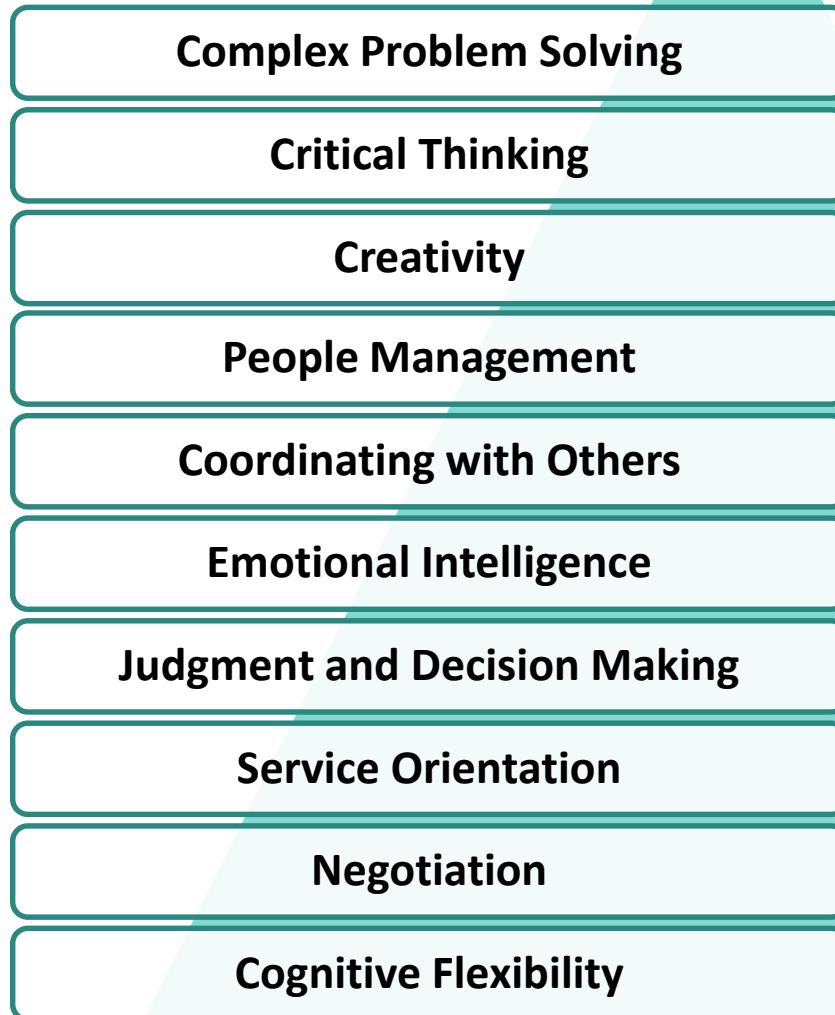 Complex Problem Solving
Critical Thinking
Creativity
People Management
Coordinating with Others
Emotional Intelligence
Judgment and Decision Making
Service Orientation
Negotiation
Cognitive Flexibility